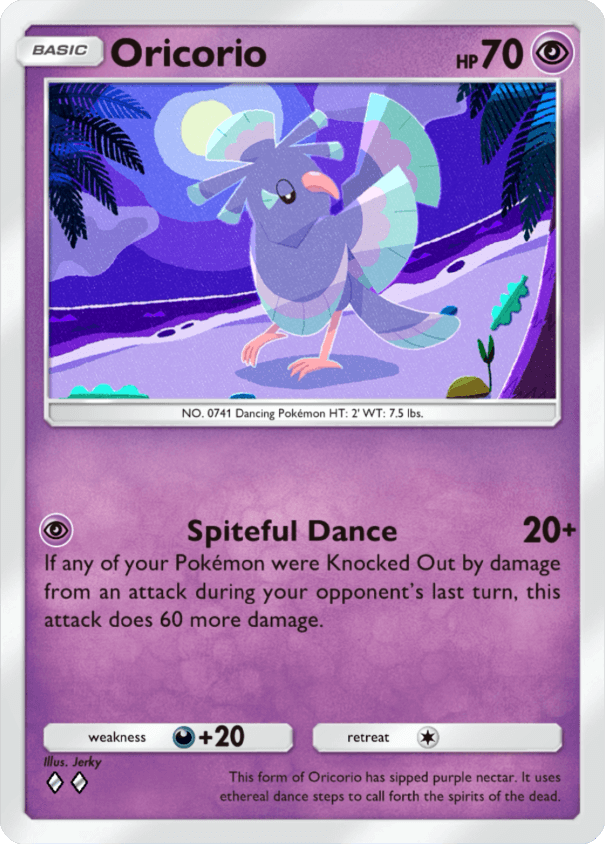 BASIC Oricorio HP 70
NO. 0741 Dancing Pokémon HT: 2' WT: 7.5 lbs.
Spiteful Dance 20+
If any of your Pokémon were Knocked Out by damage
from an attack during your opponent's last turn, this
attack does 60 more damage.
weakness +20 retreat
Illus. Jerky
This form of Oricorio has sipped purple nectar. It uses
ethereal dance steps to call forth the spirits of the dead.